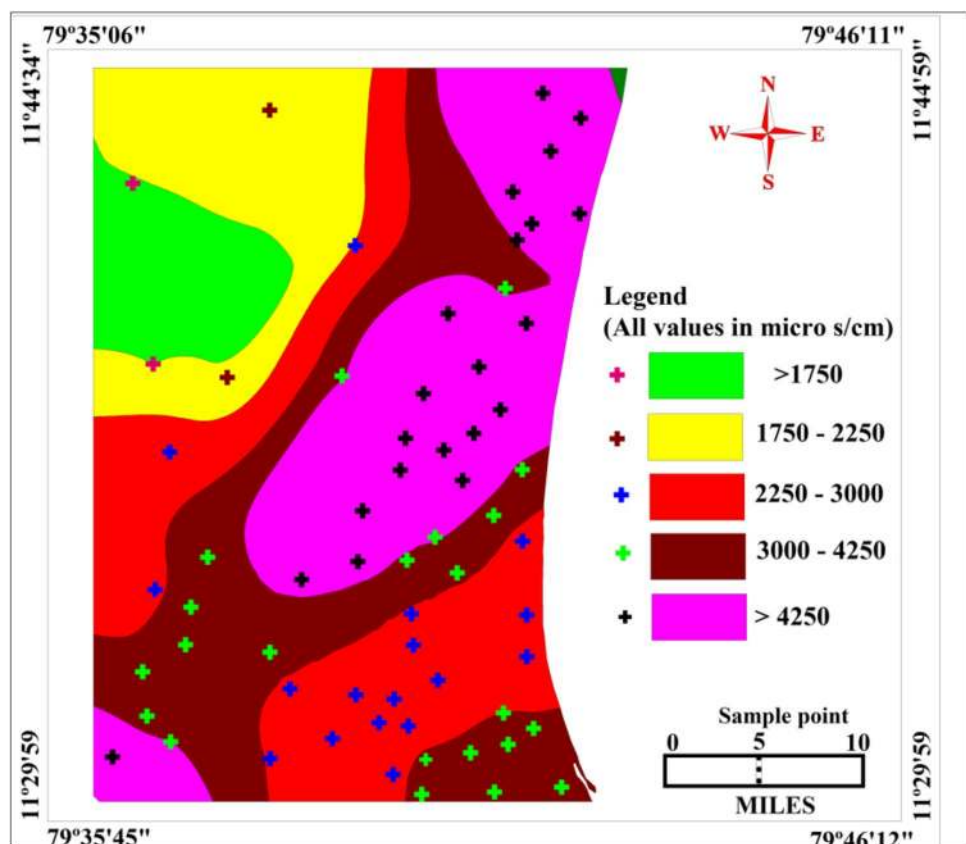 79º35'06"
79º46'11"
11º44'34"
11º44'59"
N
W E
S
Legend
(All values in micro s/cm)
>1750
1750 - 2250
2250 - 3000
3000 - 4250
> 4250
Sample point
0 5 10
MILES
11º29'59
11º29'59
79º35'45"
79º46'12"